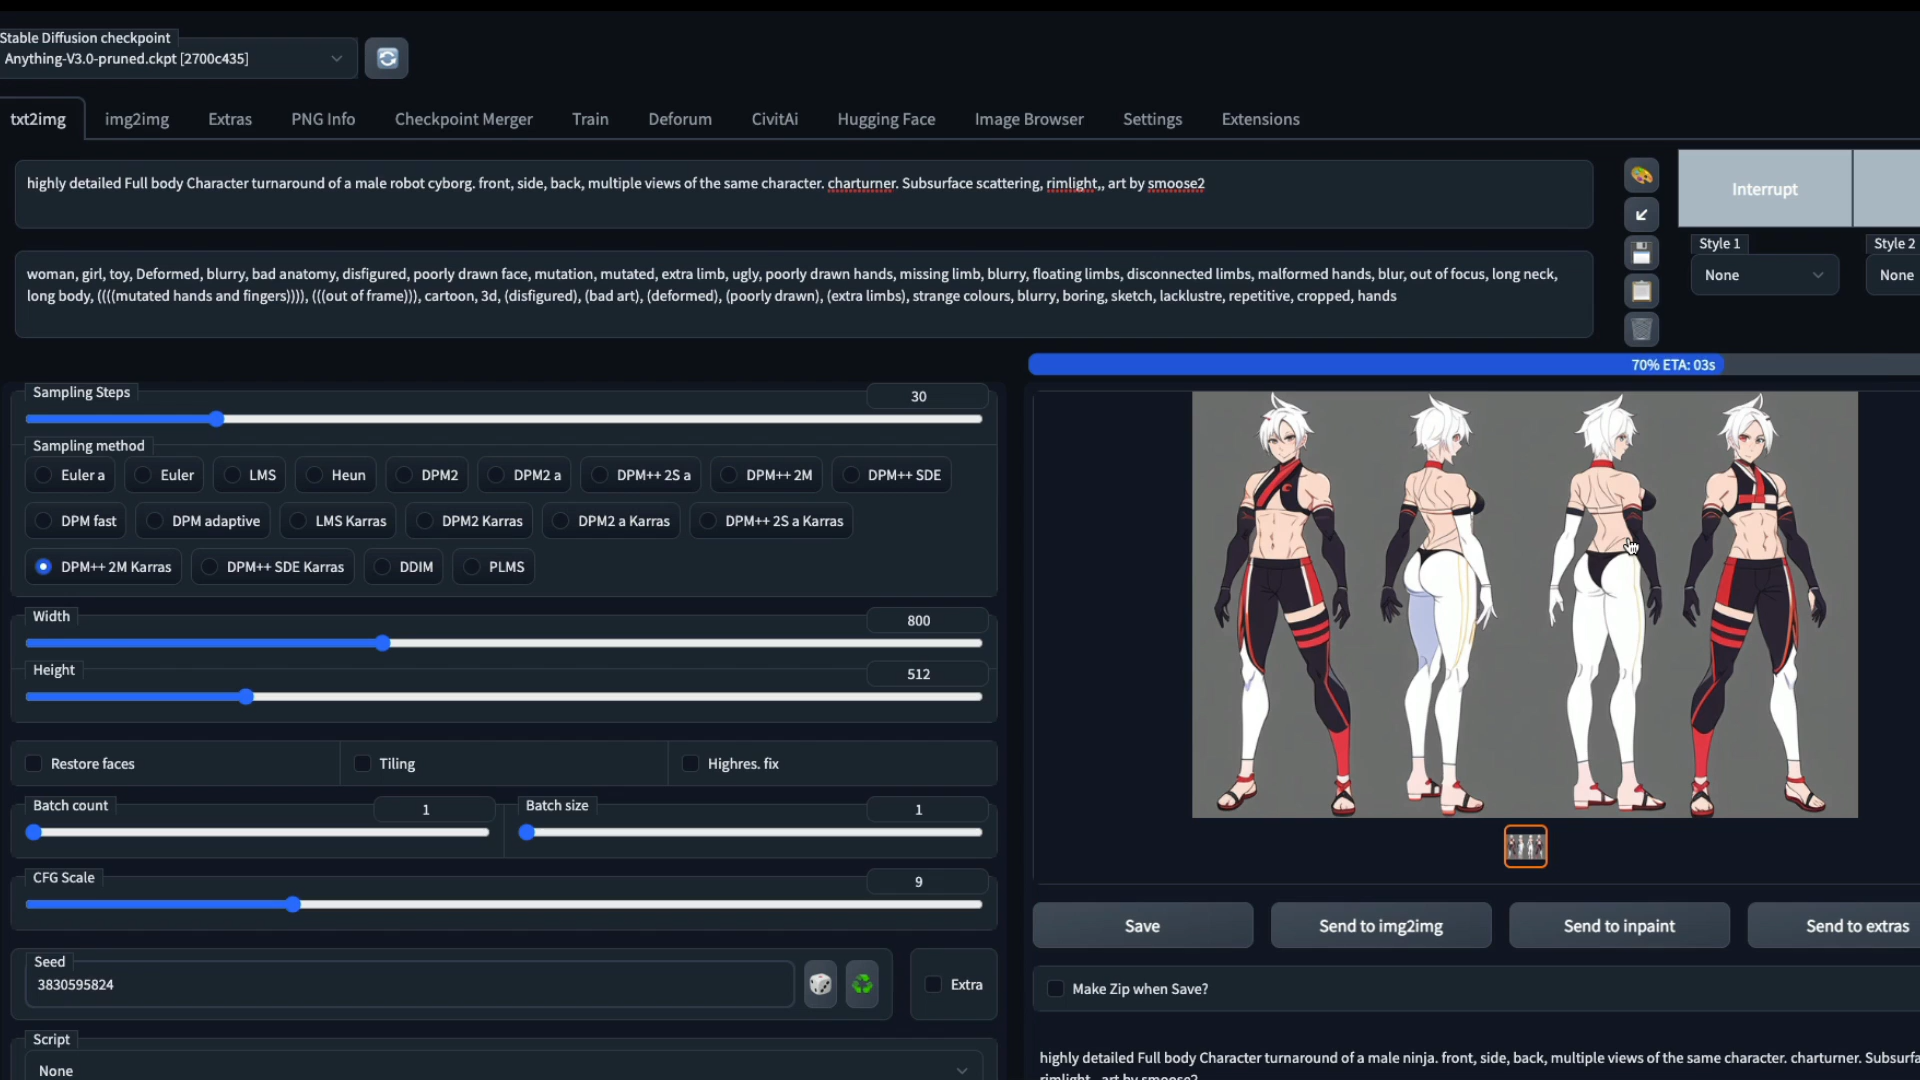 Stable Diffusion checkpoint
Anything-V3.0-pruned.ckpt [2700c435]
txt2img img2img Extras PNG Info Checkpoint Merger Train Deforum CivitAi Hugging Face Image Browser Settings Extensions
highly detailed Full body Character turnaround of a male robot cyborg. front, side, back, multiple views of the same character. charturner. Subsurface scattering, rimlight,, art by smoose2
Interrupt
Style 1 Style 2
None None
woman, girl, toy, Deformed, blurry, bad anatomy, disfigured, poorly drawn face, mutation, mutated, extra limb, ugly, poorly drawn hands, missing limb, blurry, floating limbs, disconnected limbs, malformed hands, blur, out of focus, long neck,
long body, ((((mutated hands and fingers)))), (((out of frame))), cartoon, 3d, (disfigured), (bad art), (deformed), (poorly drawn), (extra limbs), strange colours, blurry, boring, sketch, lacklustre, repetitive, cropped, hands
70% ETA: 03s
Sampling Steps 30
Sampling method
Euler a Euler LMS Heun DPM2 DPM2 a DPM++ 2S a DPM++ 2M DPM++ SDE
DPM fast DPM adaptive LMS Karras DPM2 Karras DPM2 a Karras DPM++ 2S a Karras
DPM++ 2M Karras DPM++ SDE Karras DDIM PLMS
Width 800
Height 512
Restore faces Tiling Highres. fix
Batch count 1 Batch size 1
CFG Scale 9
Seed
3830595824
Extra
Script
None
Save Send to img2img Send to inpaint Send to extras
Make Zip when Save?
highly detailed Full body Character turnaround of a male ninja. front, side, back, multiple views of the same character. charturner. Subsurfa
rimlight,, art by smoose2